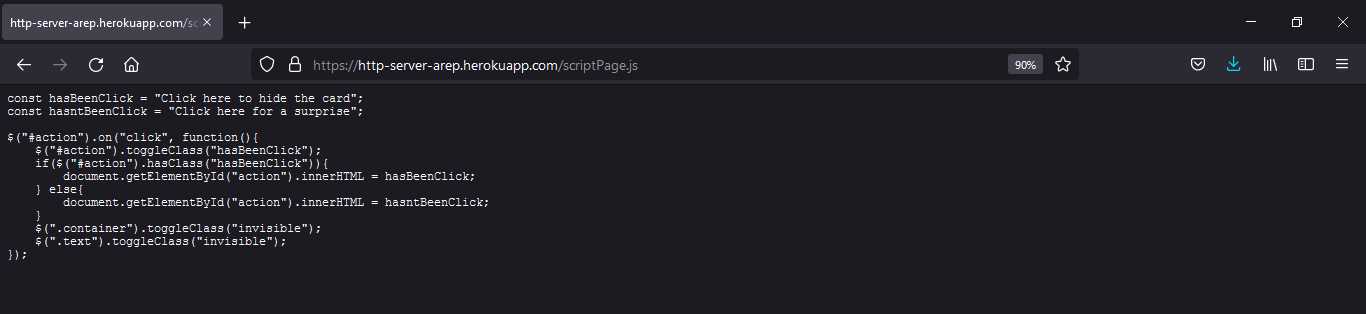 http-server-arep.herokuapp.com/sc
https://http-server-arep.herokuapp.com/scriptPage.js
90%
const hasBeenClick = "Click here to hide the card";
const hasntBeenClick = "Click here for a surprise";

$("#action").on("click", function(){
    $("#action").toggleClass("hasBeenClick");
    if($("#action").hasClass("hasBeenClick")){
        document.getElementById("action").innerHTML = hasBeenClick;
    } else{
        document.getElementById("action").innerHTML = hasntBeenClick;
    }
    $(".container").toggleClass("invisible");
    $(".text").toggleClass("invisible");
});